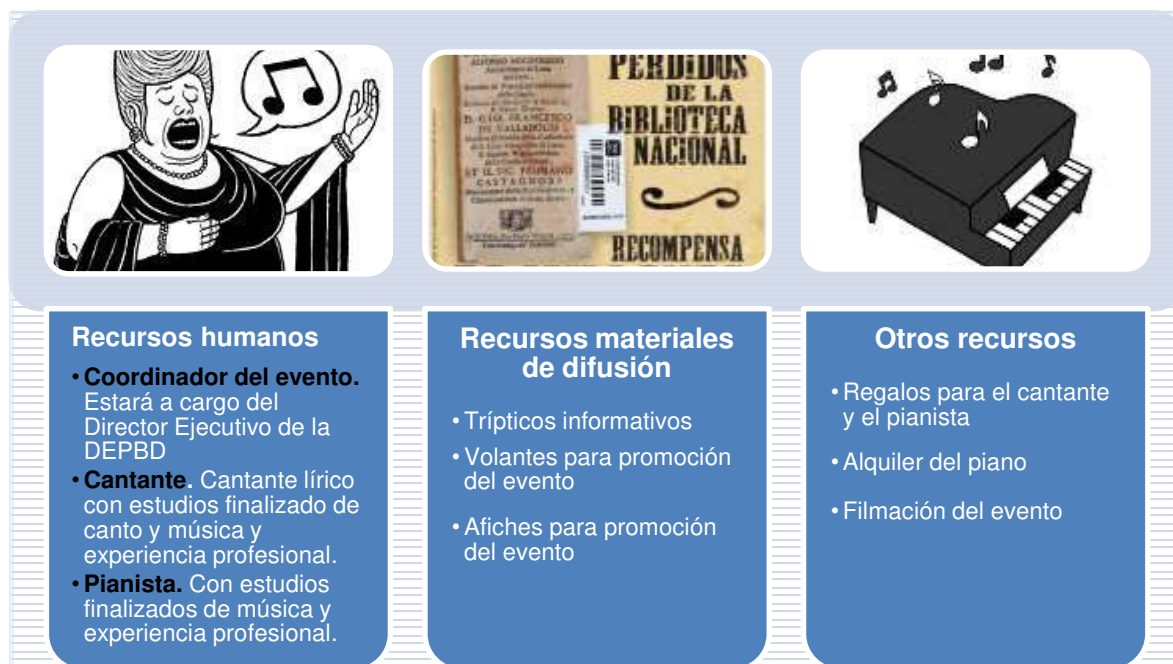 PERDIDOS
DE LA
BIBLIOTECA
NACIONAL
RECOMPENSA
Recursos humanos
• Coordinador del evento.
Estará a cargo del
Director Ejecutivo de la
DEPBD
• Cantante. Cantante lírico
con estudios finalizado de
canto y música y
experiencia profesional.
• Pianista. Con estudios
finalizados de música y
experiencia profesional.
Recursos materiales
de difusión
• Trípticos informativos
• Volantes para promoción
del evento
• Afiches para promoción
del evento
Otros recursos
• Regalos para el cantante
y el pianista
• Alquiler del piano
• Filmación del evento